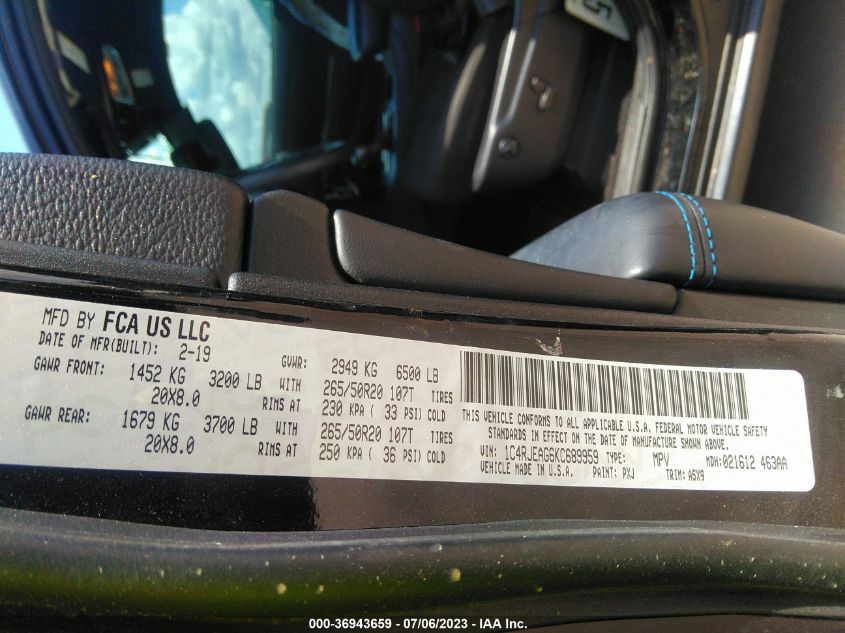 5
MFD BY FCA US LLC
DATE OF MFR(BUILT): 2-19 GVWR: 2949 KG 6500 LB
GAWR FRONT: 1452 KG 3200 LB WITH 265/50R20 107T TIRES
20X8.0 RIMS AT 230 KPA ( 33 PSI) COLD
GAWR REAR: 1679 KG 3700 LB WITH 265/50R20 107T TIRES
20X8.0 RIMS AT 250 KPA ( 36 PSI) COLD
THIS VEHICLE CONFORMS TO ALL APPLICABLE U.S.A. FEDERAL MOTOR VEHICLE SAFETY
STANDARDS IN EFFECT ON THE DATE OF MANUFACTURE SHOWN ABOVE.
VIN: 1C4RJEAG6KC689959 TYPE: MPV MDH: 021612 463AA
VEHICLE MADE IN U.S.A. PAINT: PXJ TRIM: A5X9
000-36943659 - 07/06/2023 - IAA Inc.